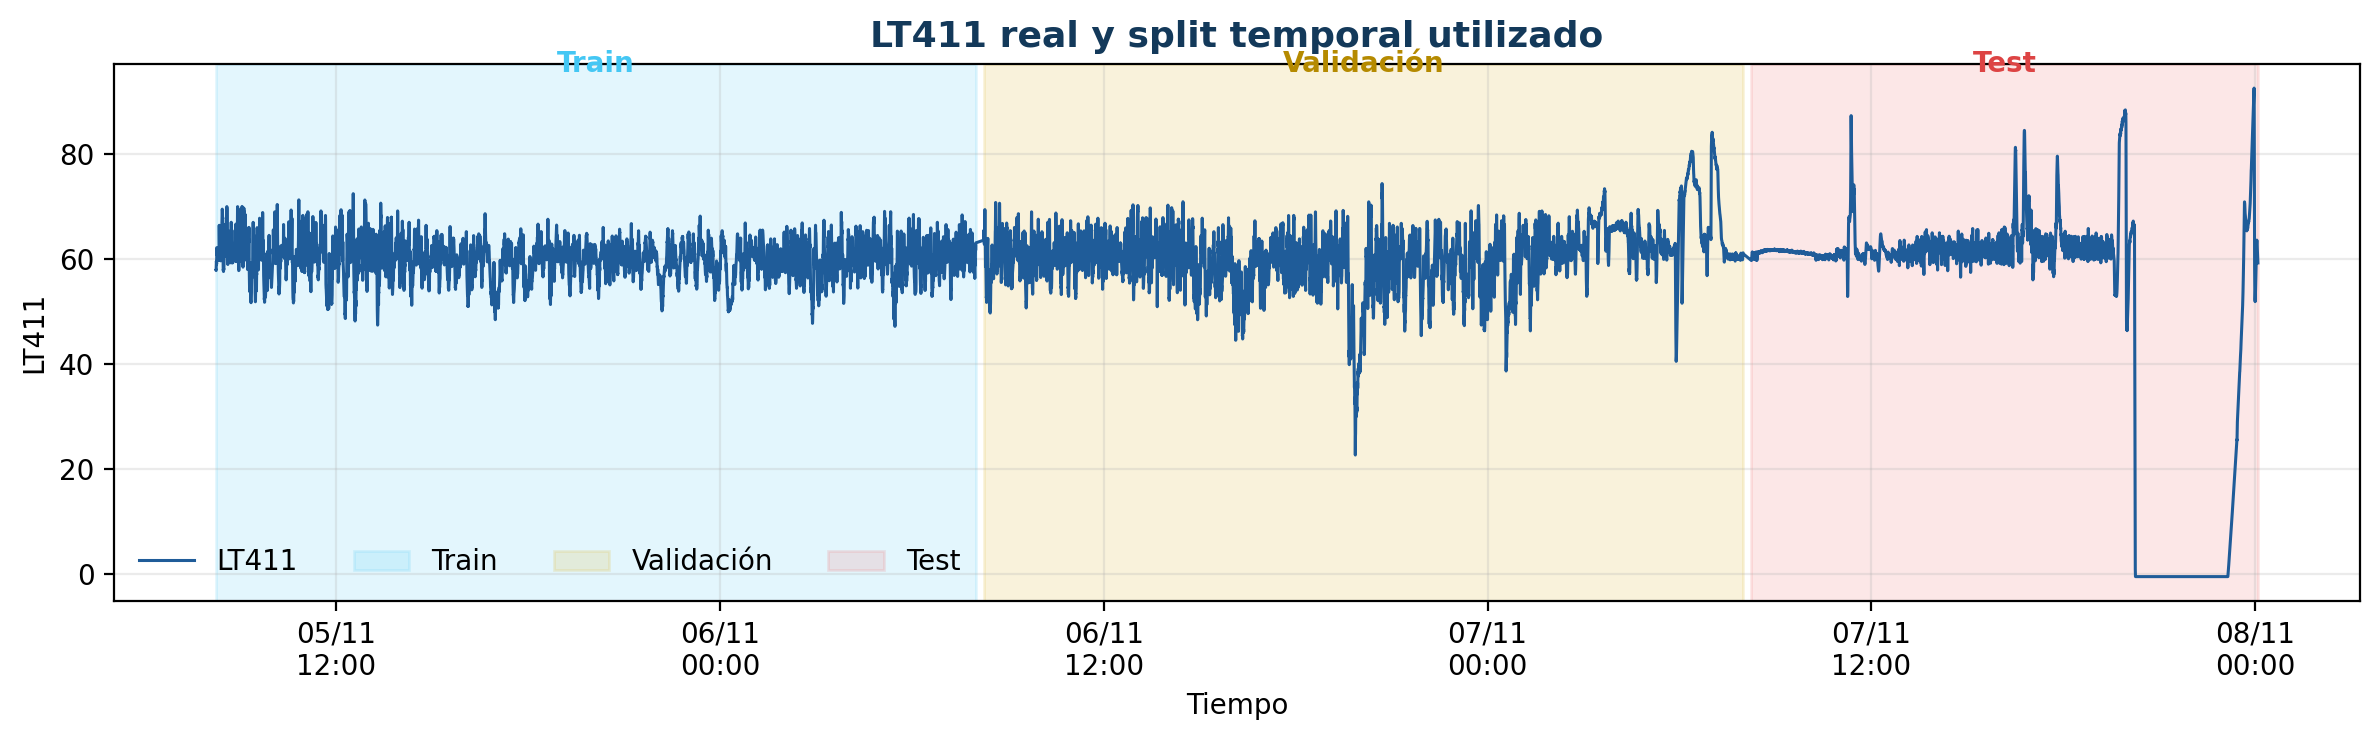 LT411 real y split temporal utilizado
Train
Validación
Test
LT411
80
60
40
20
0
LT411
Train
Validación
Test
05/11
12:00
06/11
00:00
06/11
12:00
07/11
00:00
07/11
12:00
08/11
00:00
Tiempo